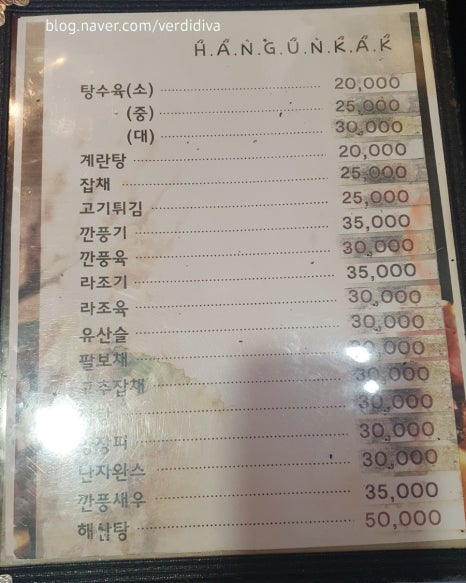 blog.naver.com/verdidiva
H.A.N.G.U.N.K.A.K
탕수육(소) 20,000
(중) 25,000
(대) 30,000
계란탕 20,000
잡채 25,000
고기튀김 25,000
깐풍기 35,000
깐풍육 30,000
라조기 35,000
라조육 30,000
유산슬 30,000
팔보채 30,000
고추잡채 30,000
30,000
30,000
난자완스 30,000
깐풍새우 35,000
해산탕 50,000